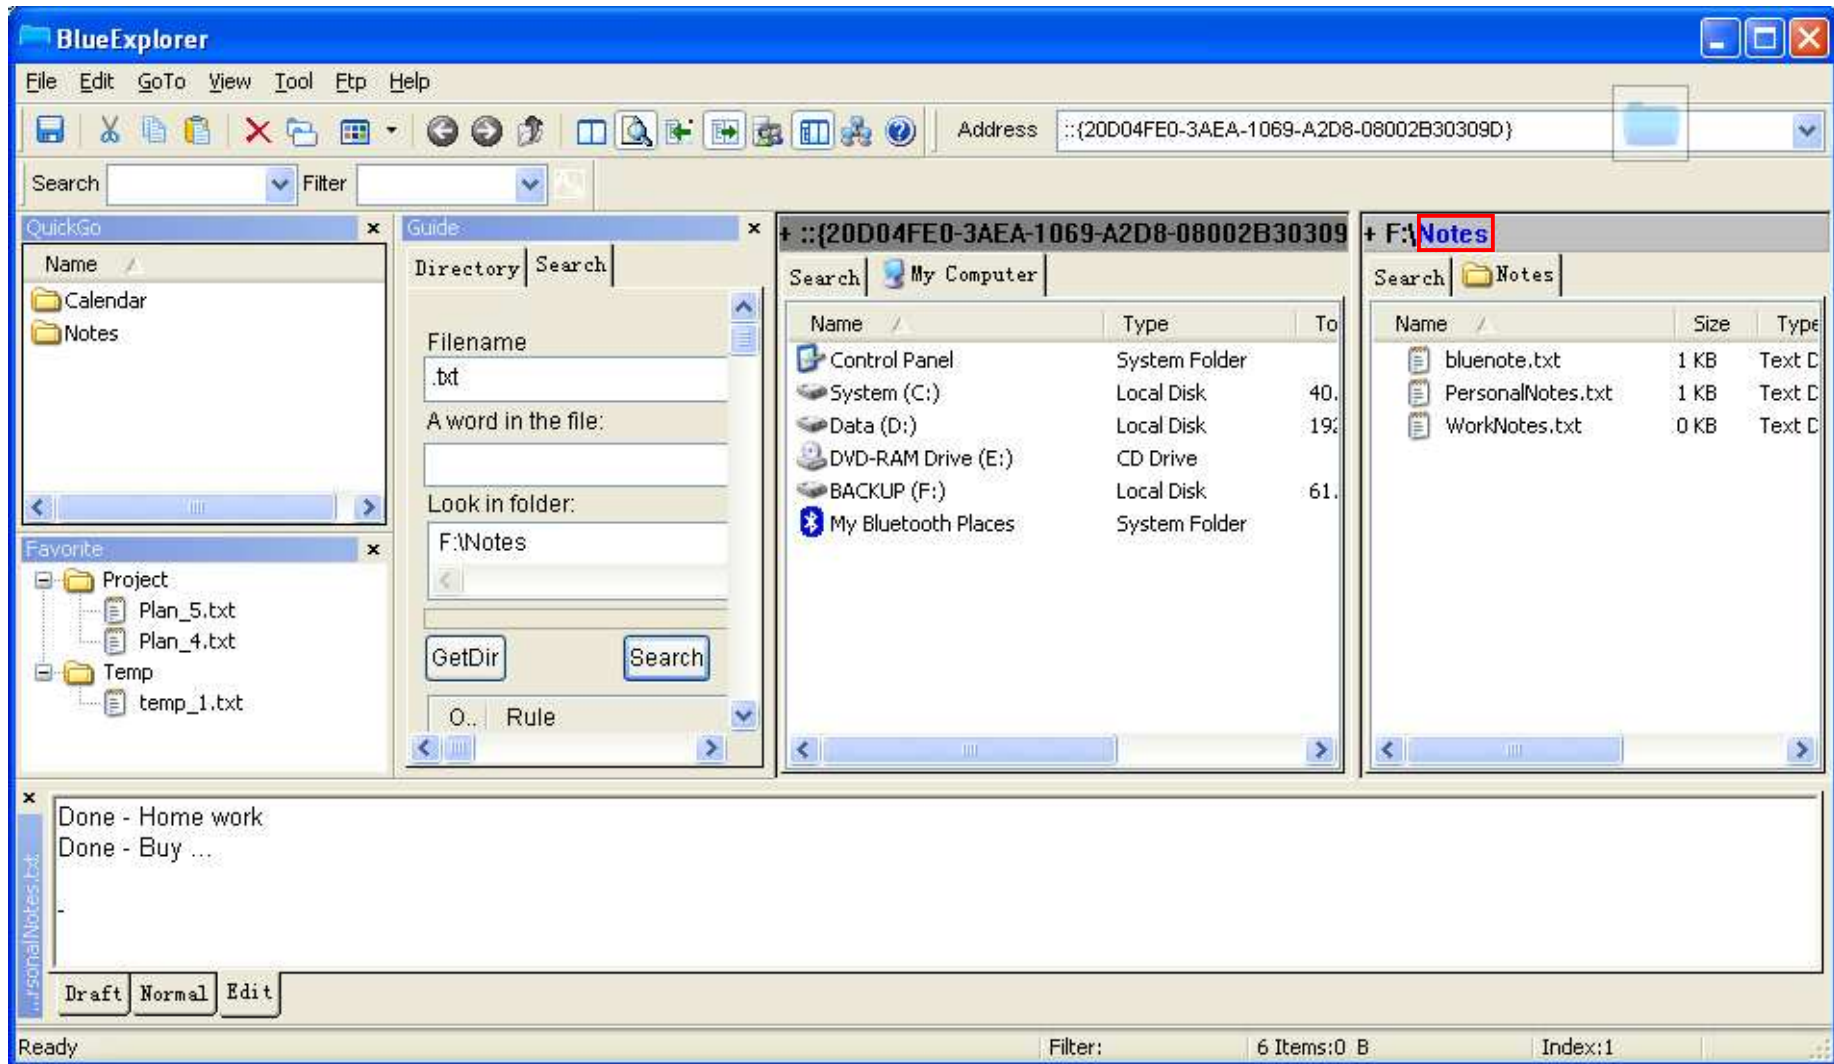 BlueExplorer
File Edit GoTo View Tool Ftp Help
Address ::{20D04FE0-3AEA-1069-A2D8-08002B30309D}
Search Filter
QuickGo
Name
Calendar
Notes
Favorite
Project
Plan_5.txt
Plan_4.txt
Temp
temp_1.txt
Guide
Directory Search
Filename
.txt
A word in the file:
Look in folder:
F:\Notes
GetDir Search
O.. Rule
+ ::{20D04FE0-3AEA-1069-A2D8-08002B30309
Search My Computer
Name Type To
Control Panel System Folder
System (C:) Local Disk 40.
Data (D:) Local Disk 192
DVD-RAM Drive (E:) CD Drive
BACKUP (F:) Local Disk 61.
My Bluetooth Places System Folder
+ F:\Notes
Search Notes
Name Size Type
bluenote.txt 1 KB Text D
PersonalNotes.txt 1 KB Text D
WorkNotes.txt 0 KB Text D
Done - Home work
Done - Buy ...
-
...rsonalNotes.txt
Draft Normal Edit
Ready Filter: 6 Items:0 B Index:1